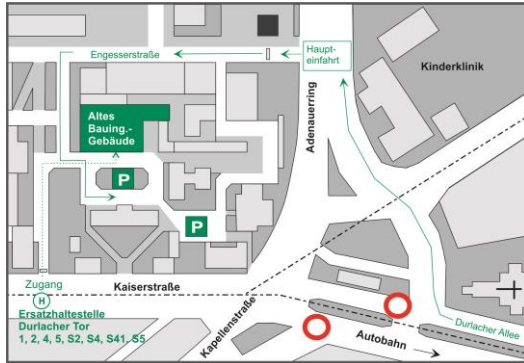 Engesserstraße
Haupt-
einfahrt
Kinderklinik
Adenauerring
Altes
Bauing.-
Gebäude
P
P
Zugang
H
Kaiserstraße
Ersatzhaltestelle
Durlacher Tor
1, 2, 4, 5, S2, S4, S41, S5
Kapellenstraße
Autobahn
Durlacher Allee